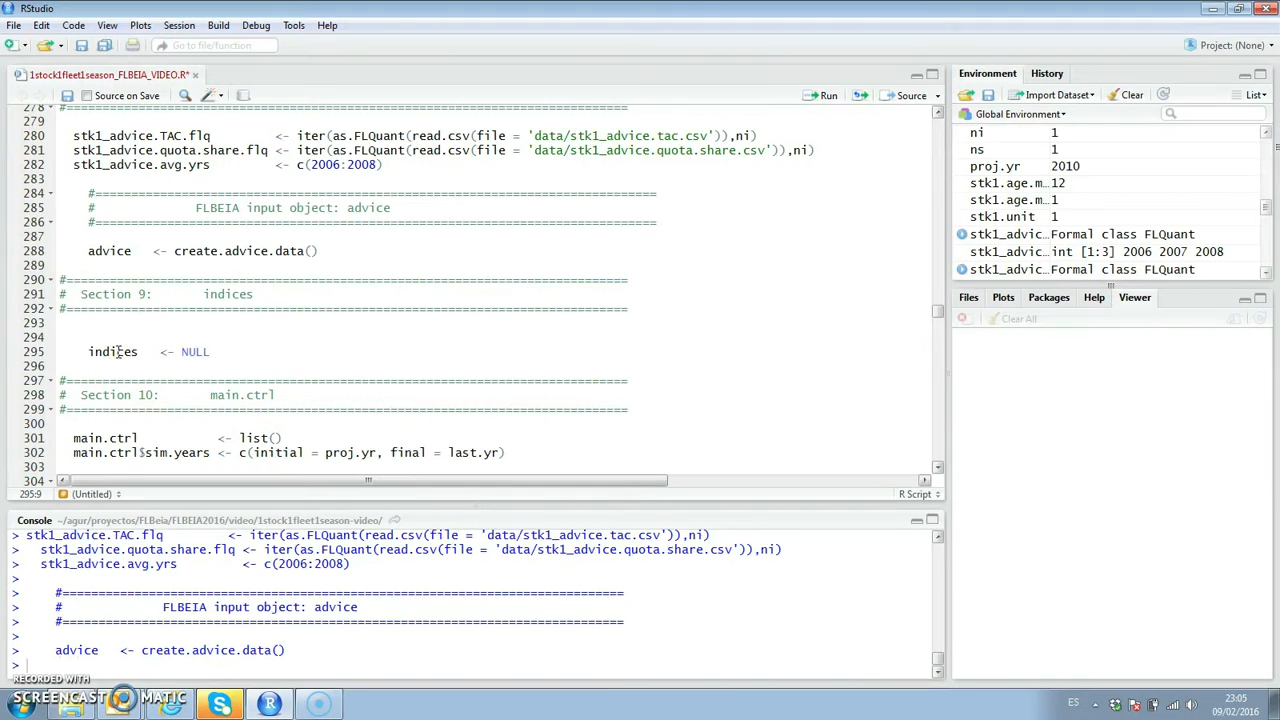 RStudio
File Edit Code View Plots Session Build Debug Tools Help
Go to file/function
Project: (None)
1stock1fleet1season_FLBEIA_VIDEO.R*
Source on Save
Run
Source
278 #==============================================================================
279
280 stk1_advice.TAC.flq <- iter(as.FLQuant(read.csv(file = 'data/stk1_advice.tac.csv')),ni)
281 stk1_advice.quota.share.flq <- iter(as.FLQuant(read.csv(file = 'data/stk1_advice.quota.share.csv')),ni)
282 stk1_advice.avg.yrs <- c(2006:2008)
283
284 #==============================================================================
285 # FLBEIA input object: advice
286 #==============================================================================
287
288 advice <- create.advice.data()
289
290 #==============================================================================
291 # Section 9: indices
292 #==============================================================================
293
294
295 indices <- NULL
296
297 #==============================================================================
298 # Section 10: main.ctrl
299 #==============================================================================
300
301 main.ctrl <- list()
302 main.ctrl$sim.years <- c(initial = proj.yr, final = last.yr)
303
304
295:9 (Untitled) R Script
Console ~/agur/proyectos/FLBeia/FLBEIA2016/video/1stock1fleet1season-video/
> stk1_advice.TAC.flq <- iter(as.FLQuant(read.csv(file = 'data/stk1_advice.tac.csv')),ni)
> stk1_advice.quota.share.flq <- iter(as.FLQuant(read.csv(file = 'data/stk1_advice.quota.share.csv')),ni)
> stk1_advice.avg.yrs <- c(2006:2008)
>
> #==============================================================================
> # FLBEIA input object: advice
> #==============================================================================
>
> advice <- create.advice.data()
>
Environment History
Import Dataset Clear List
Global Environment
ni 1
ns 1
proj.yr 2010
stk1.age.m… 12
stk1.age.m… 1
stk1.unit 1
stk1_advic… Formal class FLQuant
stk1_advic… int [1:3] 2006 2007 2008
stk1_advic… Formal class FLQuant
Files Plots Packages Help Viewer
Clear All
RECORDED WITH
SCREENCAST MATIC
ES
23:05
09/02/2016